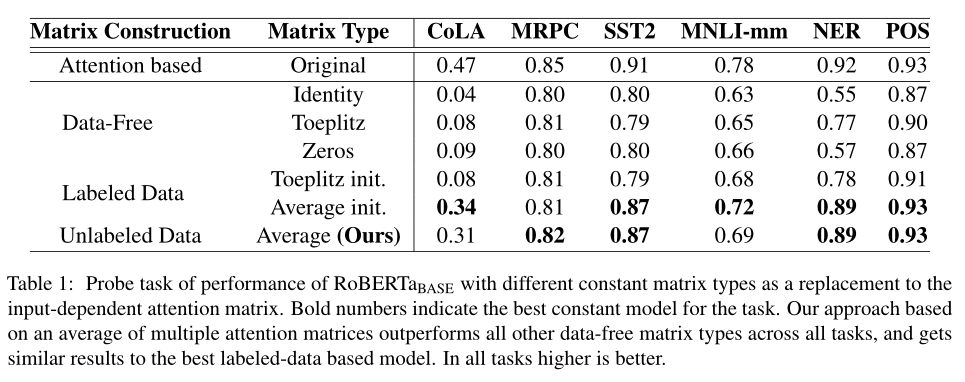 Matrix Construction Matrix Type CoLA MRPC SST2 MNLI-mm NER POS
Attention based Original 0.47 0.85 0.91 0.78 0.92 0.93
Identity 0.04 0.80 0.80 0.63 0.55 0.87
Data-Free Toeplitz 0.08 0.81 0.79 0.65 0.77 0.90
Zeros 0.09 0.80 0.80 0.66 0.57 0.87
Labeled Data
Toeplitz init. 0.08 0.81 0.79 0.68 0.78 0.91
Average init. 0.34 0.81 0.87 0.72 0.89 0.93
Unlabeled Data Average (Ours) 0.31 0.82 0.87 0.69 0.89 0.93
Table 1: Probe task of performance of RoBERTaBASE with different constant matrix types as a replacement to the
input-dependent attention matrix. Bold numbers indicate the best constant model for the task. Our approach based
on an average of multiple attention matrices outperforms all other data-free matrix types across all tasks, and gets
similar results to the best labeled-data based model. In all tasks higher is better.